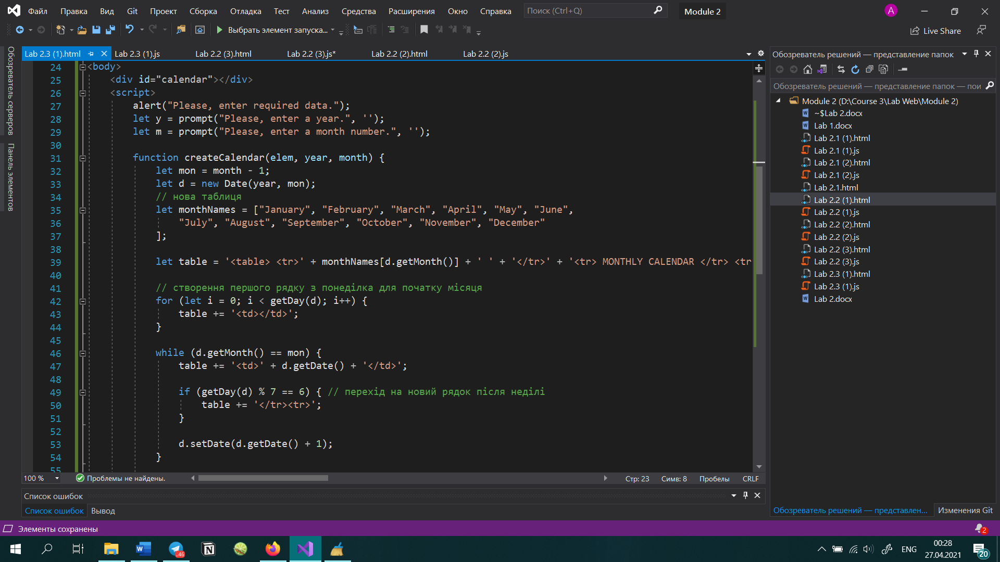 Файл Правка Вид Git Проект Сборка Отладка Тест Анализ Средства Расширения Окно Справка Поиск (Ctrl+Q) Module 2 A
Выбрать элемент запуска... Live Share
Обозреватель серверов
Панель элементов
Lab 2.3 (1).html Lab 2.3 (1).js Lab 2.2 (3).html Lab 2.2 (3).js* Lab 2.2 (2).html Lab 2.2 (2).js
24 <body>
25 <div id="calendar"></div>
26 <script>
27 alert("Please, enter required data.");
28 let y = prompt("Please, enter a year.", '');
29 let m = prompt("Please, enter a month number.", '');
30
31 function createCalendar(elem, year, month) {
32 let mon = month - 1;
33 let d = new Date(year, mon);
34 // нова таблиця
35 let monthNames = ["January", "February", "March", "April", "May", "June",
36 "July", "August", "September", "October", "November", "December"
37 ];
38
39 let table = '<table> <tr>' + monthNames[d.getMonth()] + ' ' + '</tr>' + '<tr> MONTHLY CALENDAR </tr> <tr
40
41 // створення першого рядку з понеділка для початку місяця
42 for (let i = 0; i < getDay(d); i++) {
43 table += '<td></td>';
44 }
45
46 while (d.getMonth() == mon) {
47 table += '<td>' + d.getDate() + '</td>';
48
49 if (getDay(d) % 7 == 6) { // перехід на новий рядок після неділі
50 table += '</tr><tr>';
51 }
52
53 d.setDate(d.getDate() + 1);
54 }
55
100 % Проблемы не найдены. Стр: 23 Симв: 8 Пробелы CRLF
Список ошибок
Список ошибок Вывод
Обозреватель решений — представление папок
Обозреватель решений — представление папок — пои
Module 2 (D:\Course 3\Lab Web\Module 2)
~$Lab 2.docx
Lab 1.docx
Lab 2.1 (1).html
Lab 2.1 (1).js
Lab 2.1 (2).html
Lab 2.1 (2).js
Lab 2.1.html
Lab 2.2 (1).html
Lab 2.2 (1).js
Lab 2.2 (2).html
Lab 2.2 (2).js
Lab 2.2 (3).html
Lab 2.2 (3).js
Lab 2.3 (1).html
Lab 2.3 (1).js
Lab 2.docx
Обозреватель решений — представлен... Изменения Git
Элементы сохранены 2
W .46 N ENG 00:28
27.04.2021 20